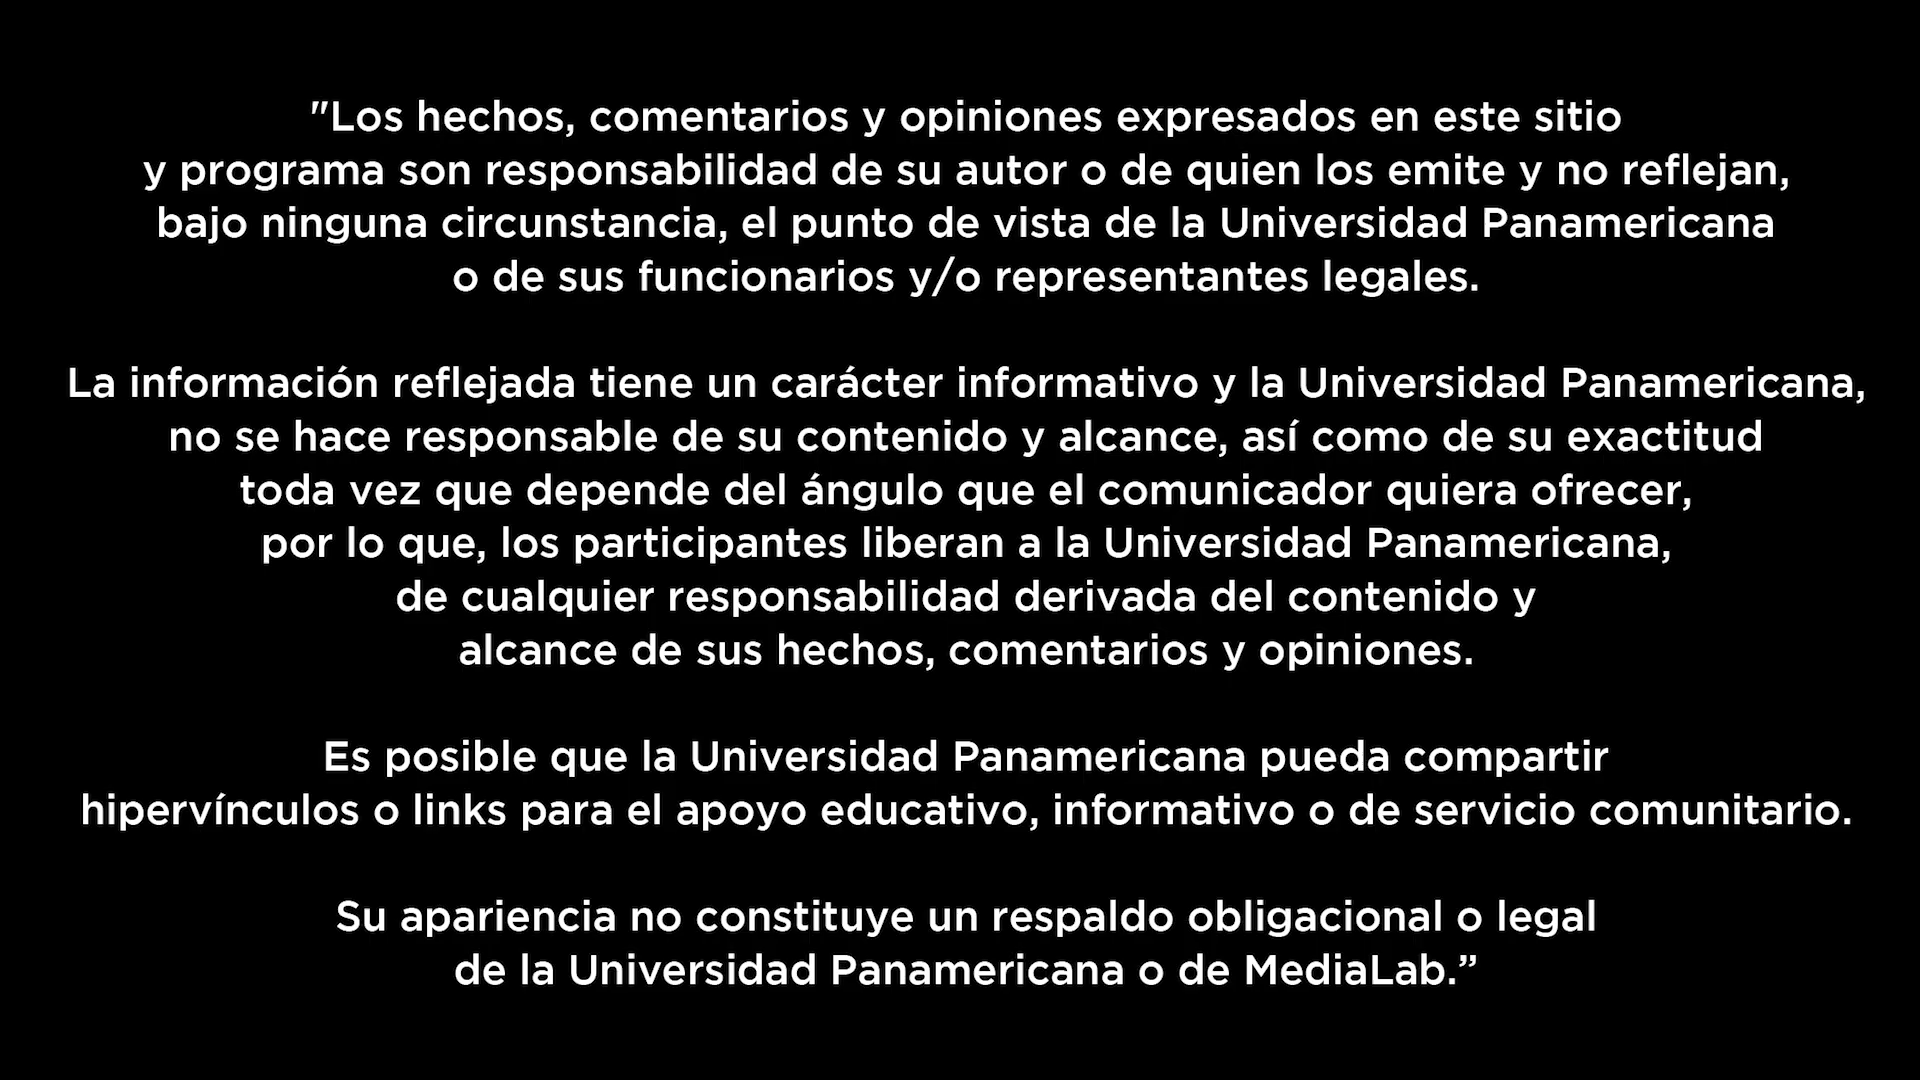 "Los hechos, comentarios y opiniones expresados en este sitio
y programa son responsabilidad de su autor o de quien los emite y no reflejan,
bajo ninguna circunstancia, el punto de vista de la Universidad Panamericana
o de sus funcionarios y/o representantes legales.
La información reflejada tiene un carácter informativo y la Universidad Panamericana,
no se hace responsable de su contenido y alcance, así como de su exactitud
toda vez que depende del ángulo que el comunicador quiera ofrecer,
por lo que, los participantes liberan a la Universidad Panamericana,
de cualquier responsabilidad derivada del contenido y
alcance de sus hechos, comentarios y opiniones.
Es posible que la Universidad Panamericana pueda compartir
hipervínculos o links para el apoyo educativo, informativo o de servicio comunitario.
Su apariencia no constituye un respaldo obligacional o legal
de la Universidad Panamericana o de MediaLab.”